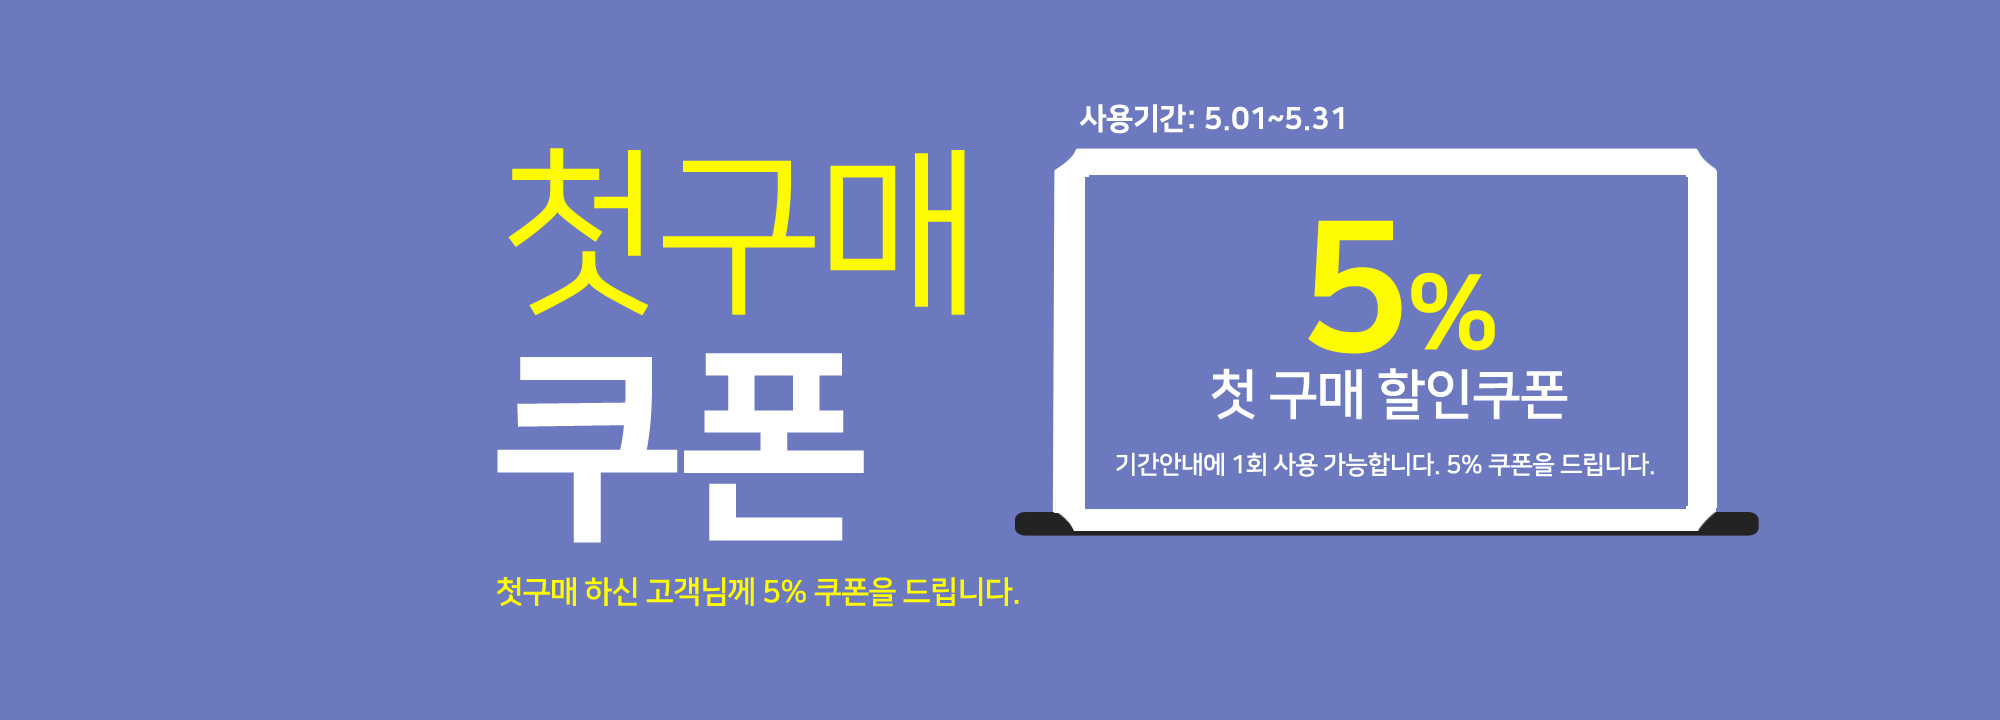 첫구매
쿠폰
첫구매 하신 고객님께 5% 쿠폰을 드립니다.
사용기간: 5.01~5.31
5%
첫 구매 할인쿠폰
기간안내에 1회 사용 가능합니다. 5% 쿠폰을 드립니다.